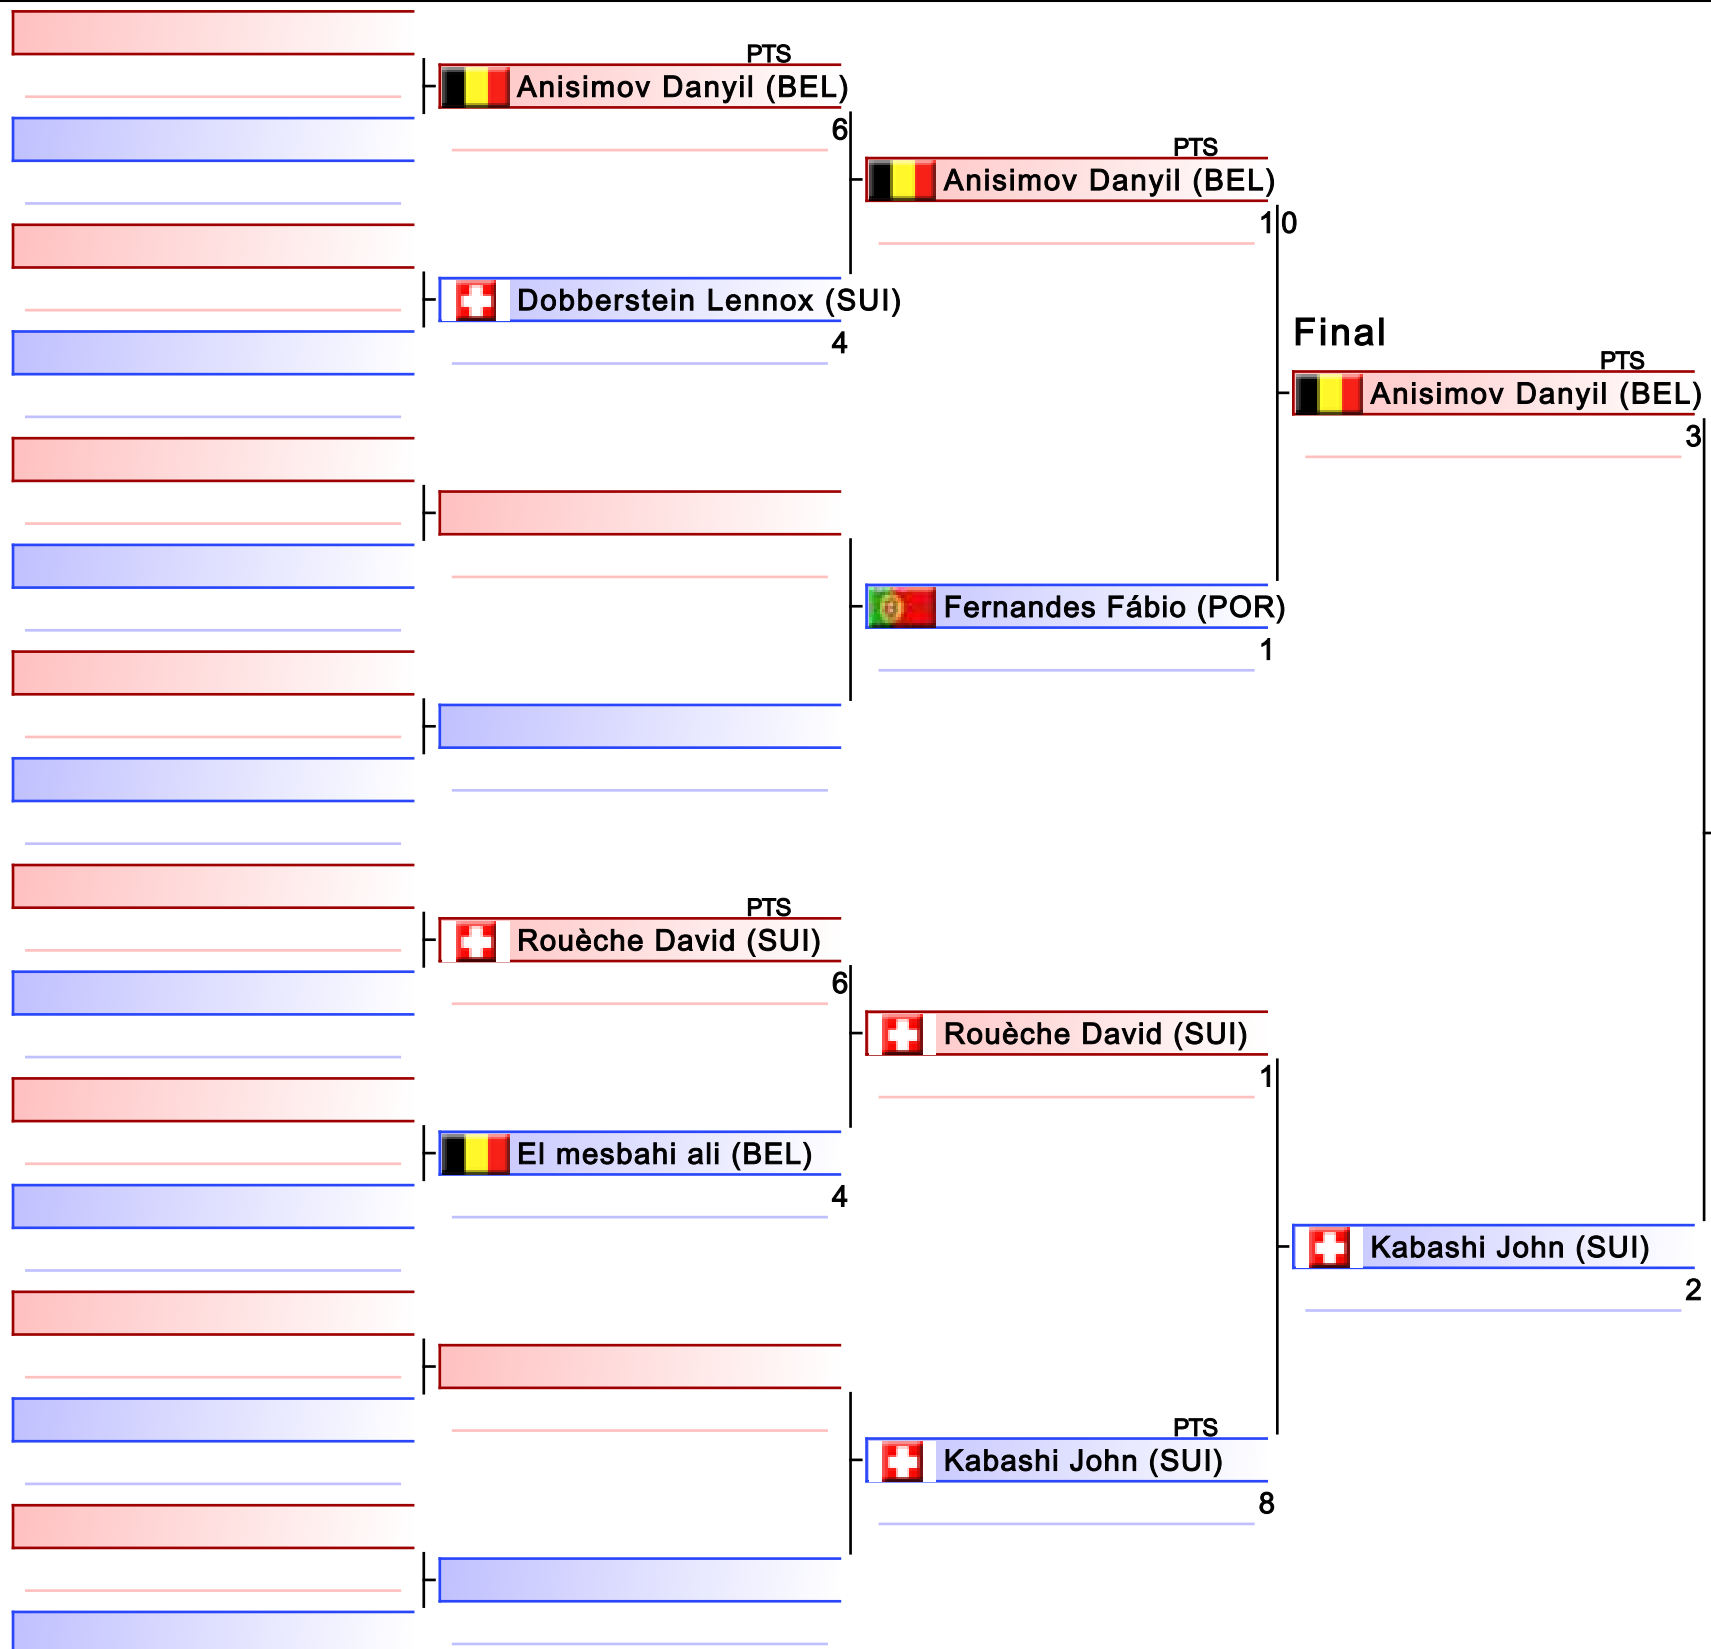 PTS
Anisimov Danyil (BEL)
6
Dobberstein Lennox (SUI)
4
PTS
Rouèche David (SUI)
6
El mesbahi ali (BEL)
4
PTS
Anisimov Danyil (BEL)
10
Fernandes Fábio (POR)
1
Rouèche David (SUI)
1
PTS
Kabashi John (SUI)
8
Final
PTS
Anisimov Danyil (BEL)
3
Kabashi John (SUI)
2